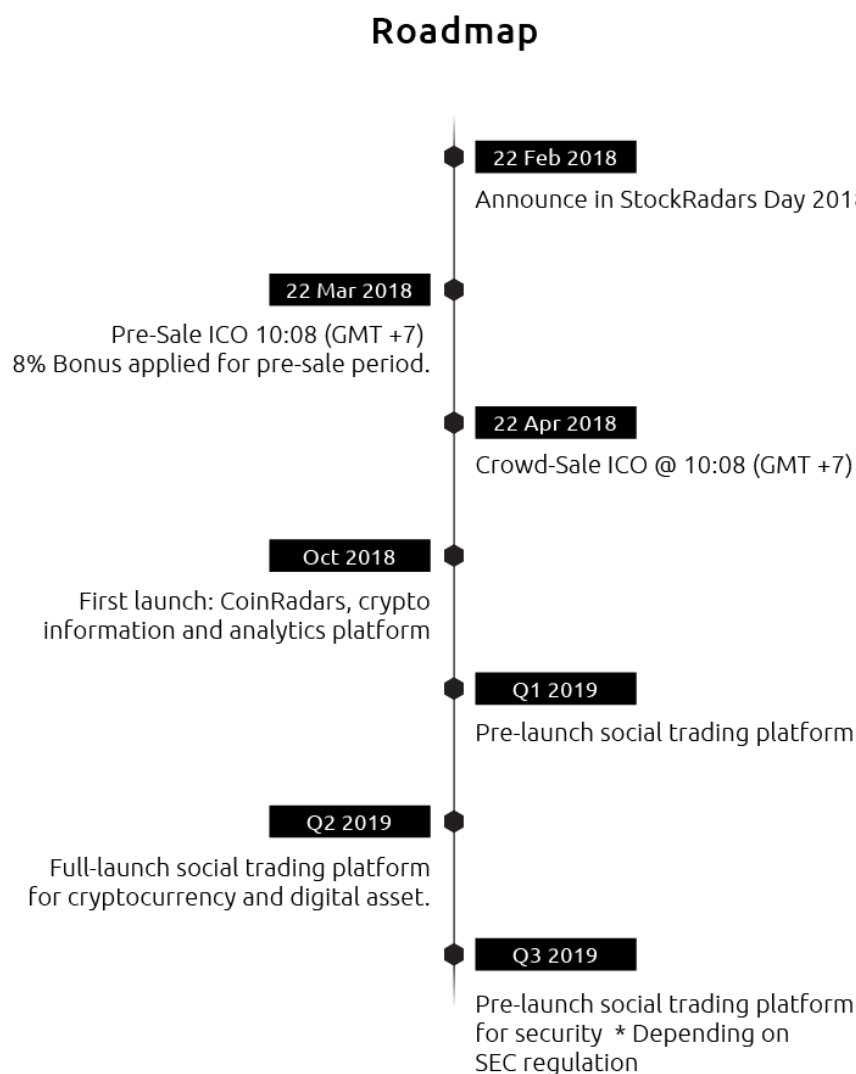 Roadmap
22 Feb 2018
Announce in StockRadars Day 2018
22 Mar 2018
Pre-Sale ICO 10:08 (GMT +7)
8% Bonus applied for pre-sale period.
22 Apr 2018
Crowd-Sale ICO @ 10:08 (GMT +7)
Oct 2018
First launch: CoinRadars, crypto
information and analytics platform
Q1 2019
Pre-launch social trading platform
Q2 2019
Full-launch social trading platform
for cryptocurrency and digital asset.
Q3 2019
Pre-launch social trading platform
for security * Depending on
SEC regulation